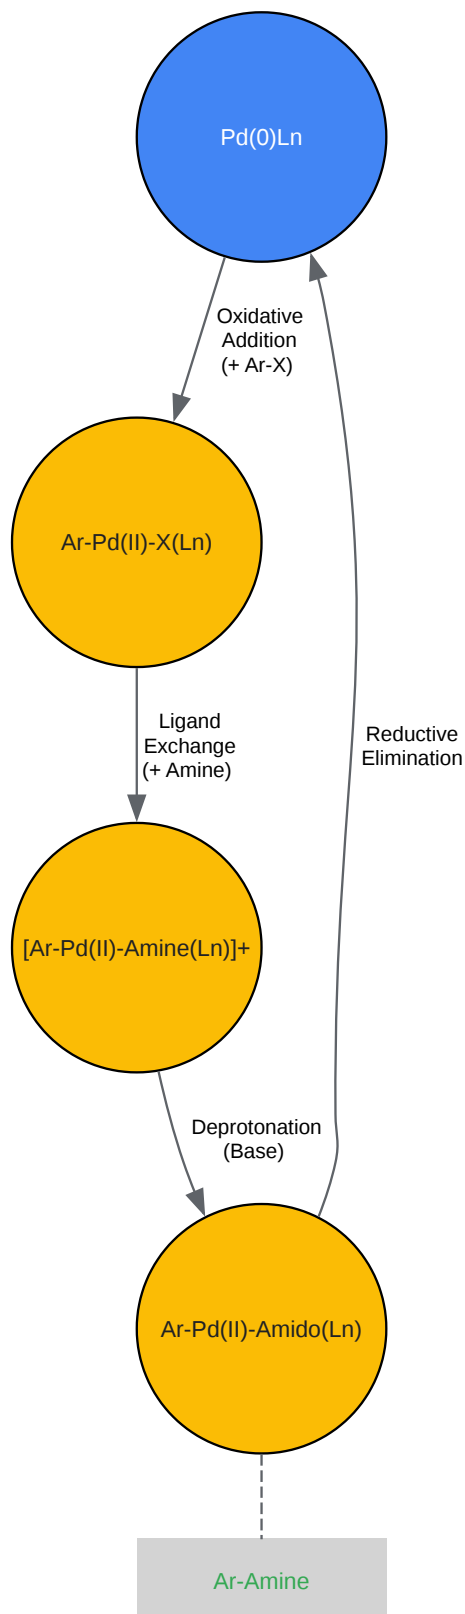 Pd(0)Ln
Oxidative
Addition
(+ Ar-X)
Ar-Pd(II)-X(Ln)
Ligand
Exchange
(+ Amine)
Reductive
Elimination
[Ar-Pd(II)-Amine(Ln)]+
Deprotonation
(Base)
Ar-Pd(II)-Amido(Ln)
Ar-Amine